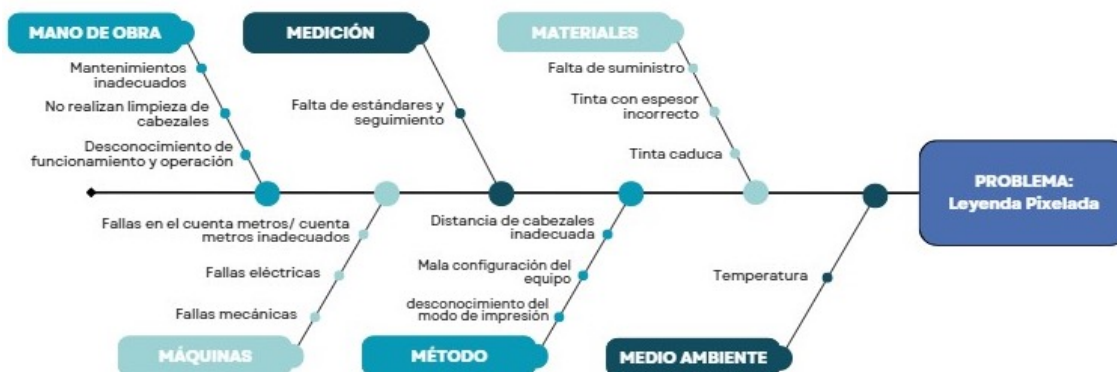 MANO DE OBRA
MEDICIÓN
MATERIALES
Mantenimientos
inadecuados
No realizan limpieza de
cabezales
Desconocimiento de
funcionamiento y operación
Falta de estándares y
seguimiento
Falta de suministro
Tinta con espesor
incorrecto
Tinta caduca
PROBLEMA:
Leyenda Pixelada
Fallas en el cuenta metros/ cuenta
metros inadecuados
Fallas eléctricas
Fallas mecánicas
Distancia de cabezales
inadecuada
Mala configuración del
equipo
desconocimiento del
modo de impresión
Temperatura
MÁQUINAS
MÉTODO
MEDIO AMBIENTE